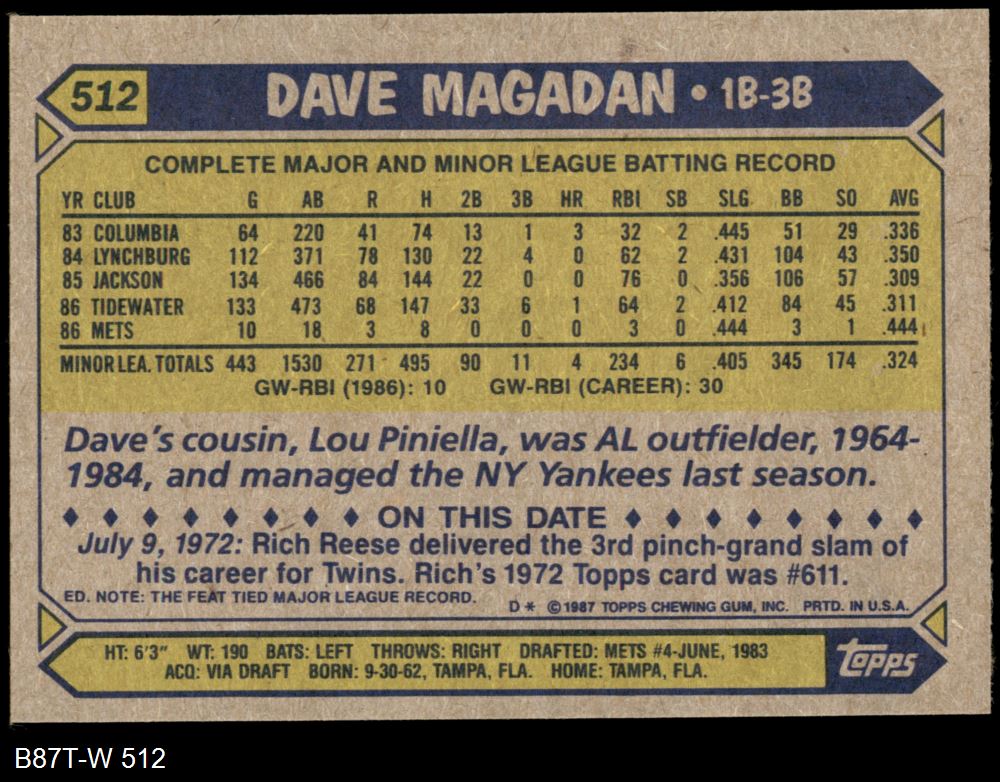 512 DAVE MAGADAN • 1B-3B
COMPLETE MAJOR AND MINOR LEAGUE BATTING RECORD
YR CLUB G AB R H 2B 3B HR RBI SB SLG BB SO AVG
83 COLUMBIA 64 220 41 74 13 1 3 32 2 .445 51 29 .336
84 LYNCHBURG 112 371 78 130 22 4 0 62 2 .431 104 43 .350
85 JACKSON 134 466 84 144 22 0 0 76 0 .356 106 57 .309
86 TIDEWATER 133 473 68 147 33 6 1 64 2 .412 84 45 .311
86 METS 10 18 3 8 0 0 0 3 0 .444 3 1 .444
MINOR LEA. TOTALS 443 1530 271 495 90 11 4 234 6 .405 345 174 .324
GW-RBI (1986): 10 GW-RBI (CAREER): 30
Dave's cousin, Lou Piniella, was AL outfielder, 1964-
1984, and managed the NY Yankees last season.
♦ ♦ ♦ ♦ ♦ ♦ ♦ ♦ ON THIS DATE ♦ ♦ ♦ ♦ ♦ ♦ ♦ ♦
July 9, 1972: Rich Reese delivered the 3rd pinch-grand slam of
his career for Twins. Rich's 1972 Topps card was #611.
ED. NOTE: THE FEAT TIED MAJOR LEAGUE RECORD. D* ©1987 TOPPS CHEWING GUM, INC. PRTD. IN U.S.A.
HT: 6'3" WT: 190 BATS: LEFT THROWS: RIGHT DRAFTED: METS #4-JUNE, 1983
ACQ: VIA DRAFT BORN: 9-30-62, TAMPA, FLA. HOME: TAMPA, FLA.
topps
B87T-W 512